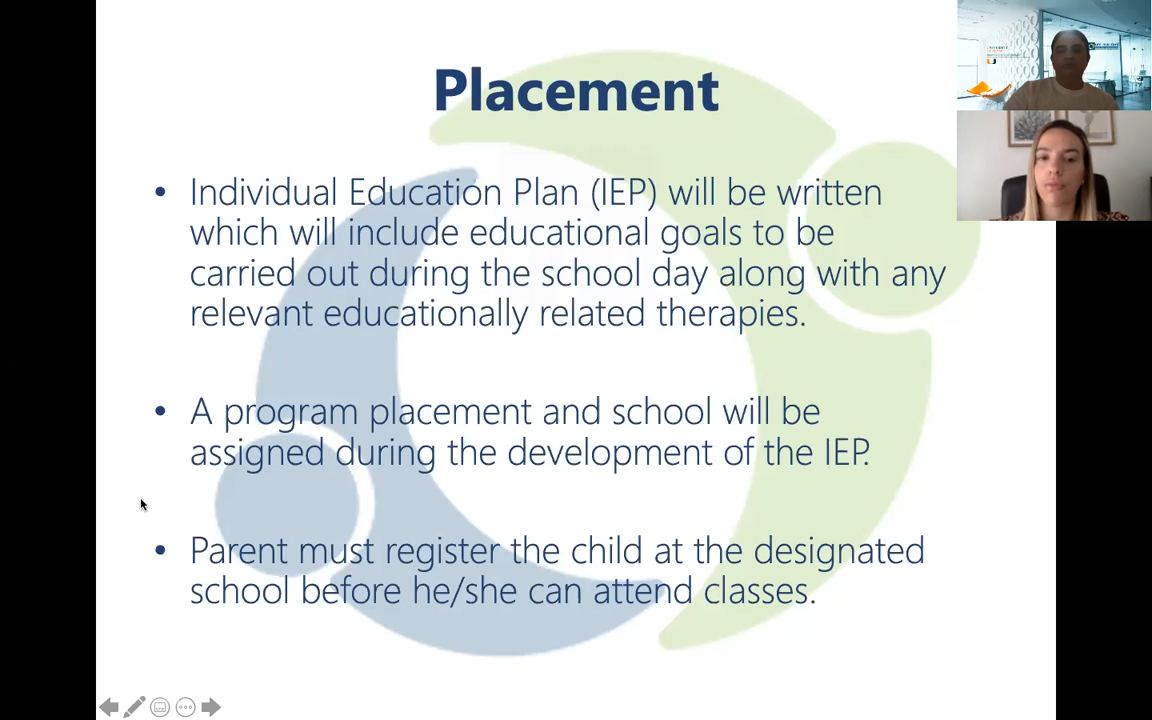 Placement
• Individual Education Plan (IEP) will be written
which will include educational goals to be
carried out during the school day along with any
relevant educationally related therapies.
• A program placement and school will be
assigned during the development of the IEP.
• Parent must register the child at the designated
school before he/she can attend classes.